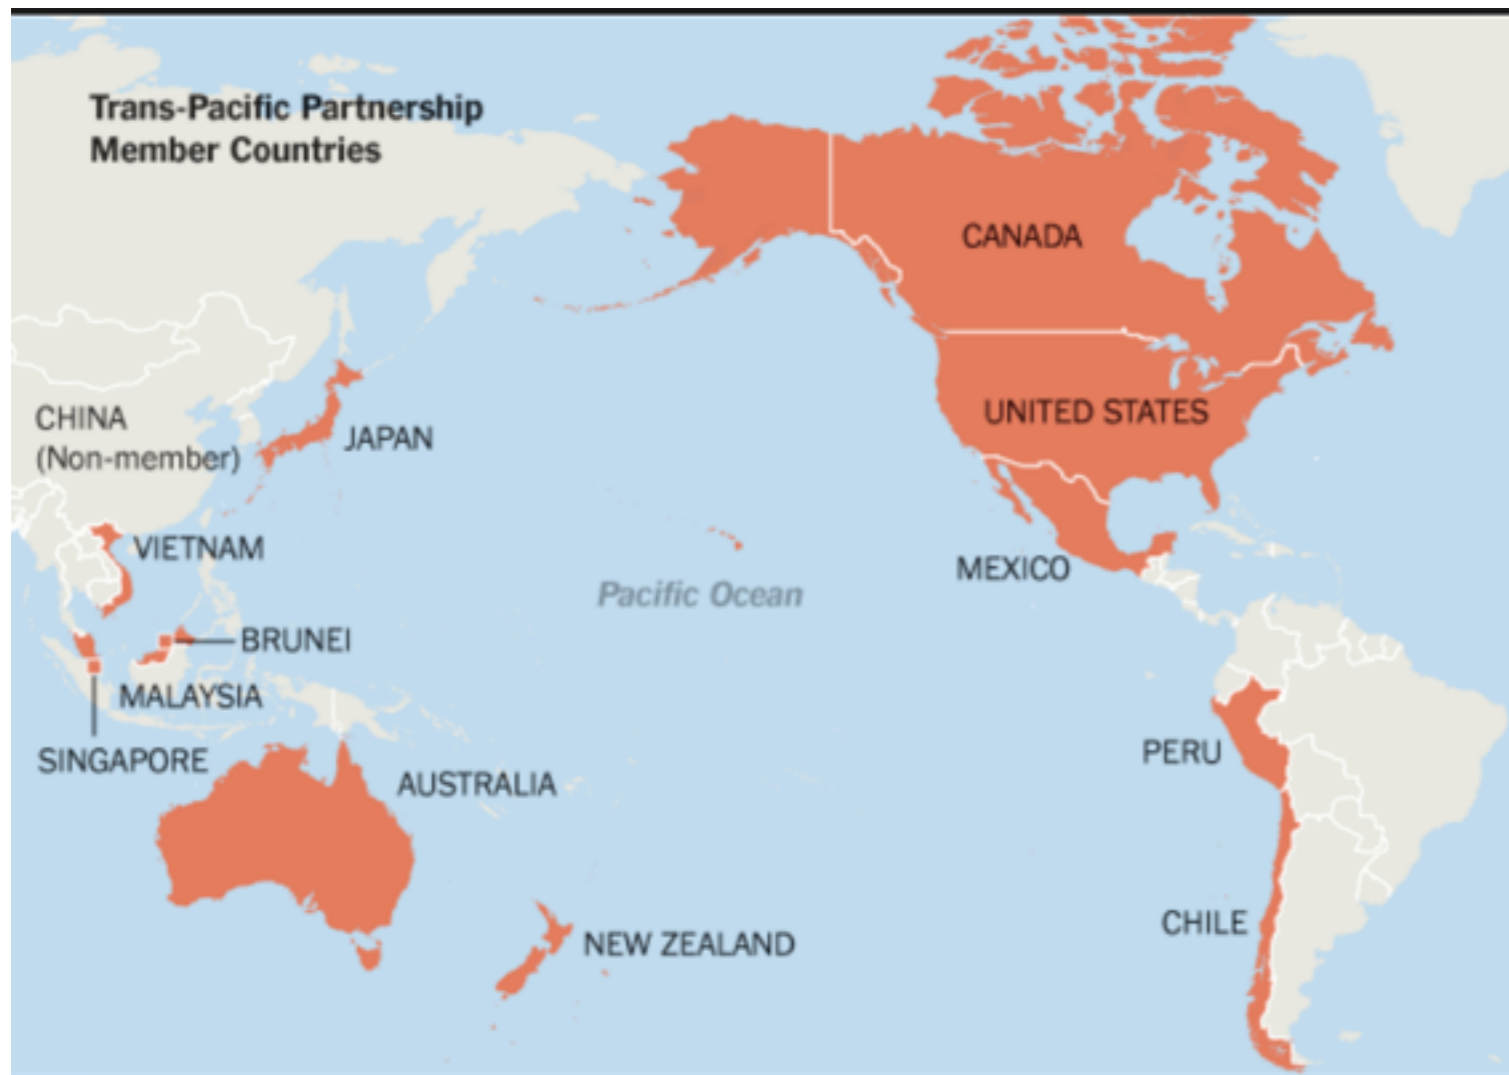 Trans-Pacific Partnership
Member Countries
CANADA
CHINA
(Non-member)
JAPAN
UNITED STATES
VIETNAM
MEXICO
Pacific Ocean
BRUNEI
MALAYSIA
SINGAPORE
AUSTRALIA
PERU
CHILE
NEW ZEALAND